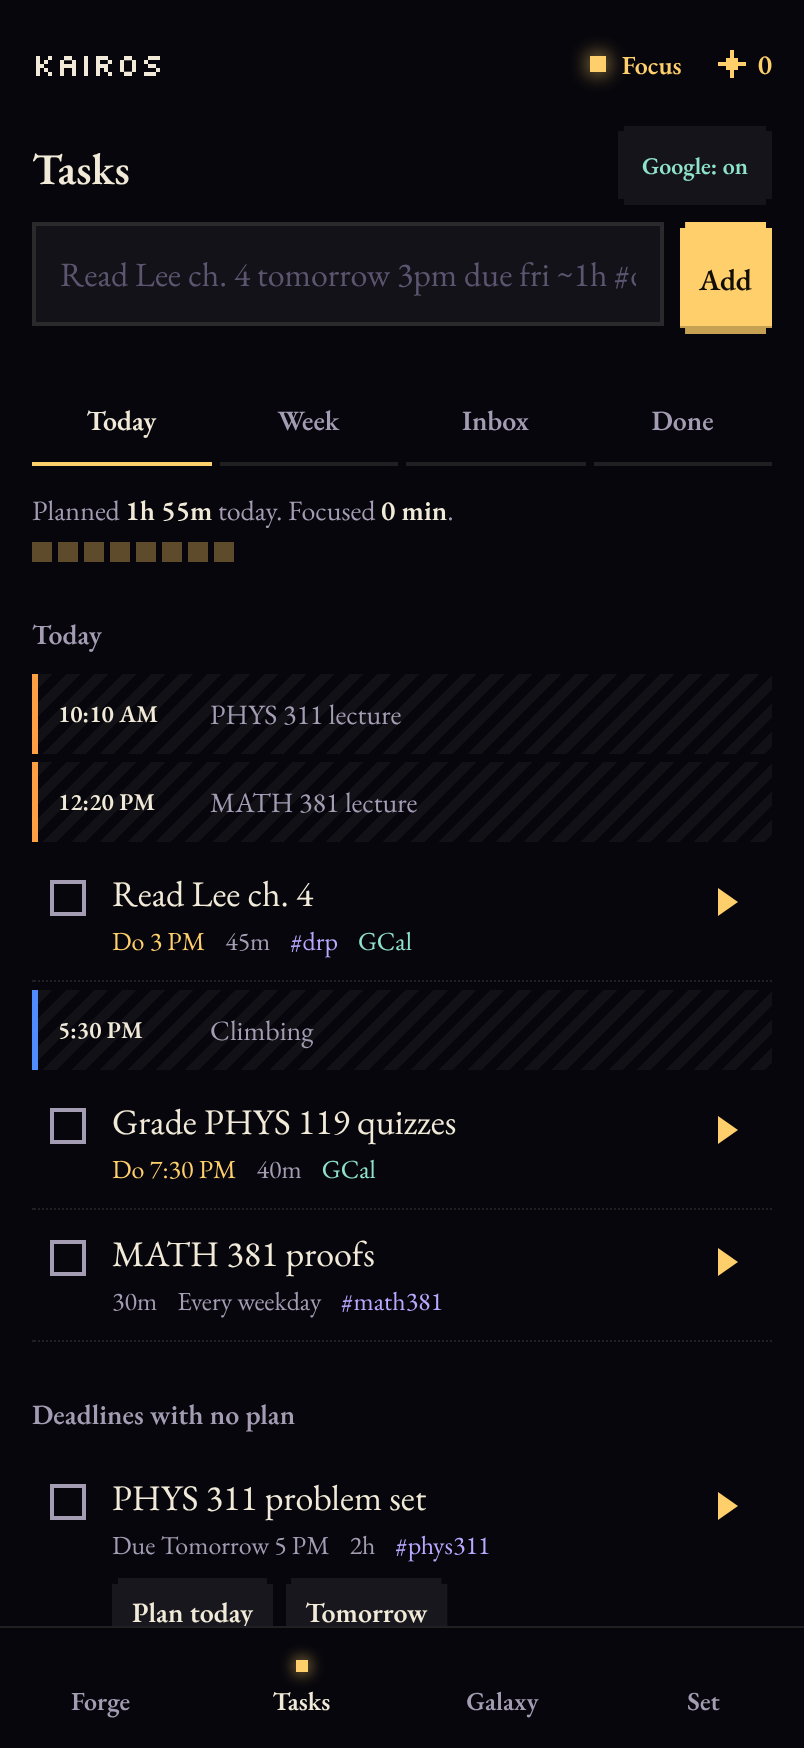 KAIROS
Focus 0
Tasks
Google: on
Read Lee ch. 4 tomorrow 3pm due fri ~1h
Add
Today Week Inbox Done
Planned 1h 55m today. Focused 0 min.
Today
10:10 AM PHYS 311 lecture
12:20 PM MATH 381 lecture
Read Lee ch. 4
Do 3 PM 45m #drp GCal
5:30 PM Climbing
Grade PHYS 119 quizzes
Do 7:30 PM 40m GCal
MATH 381 proofs
30m Every weekday #math381
Deadlines with no plan
PHYS 311 problem set
Due Tomorrow 5 PM 2h #phys311
Plan today Tomorrow
Forge Tasks Galaxy Set